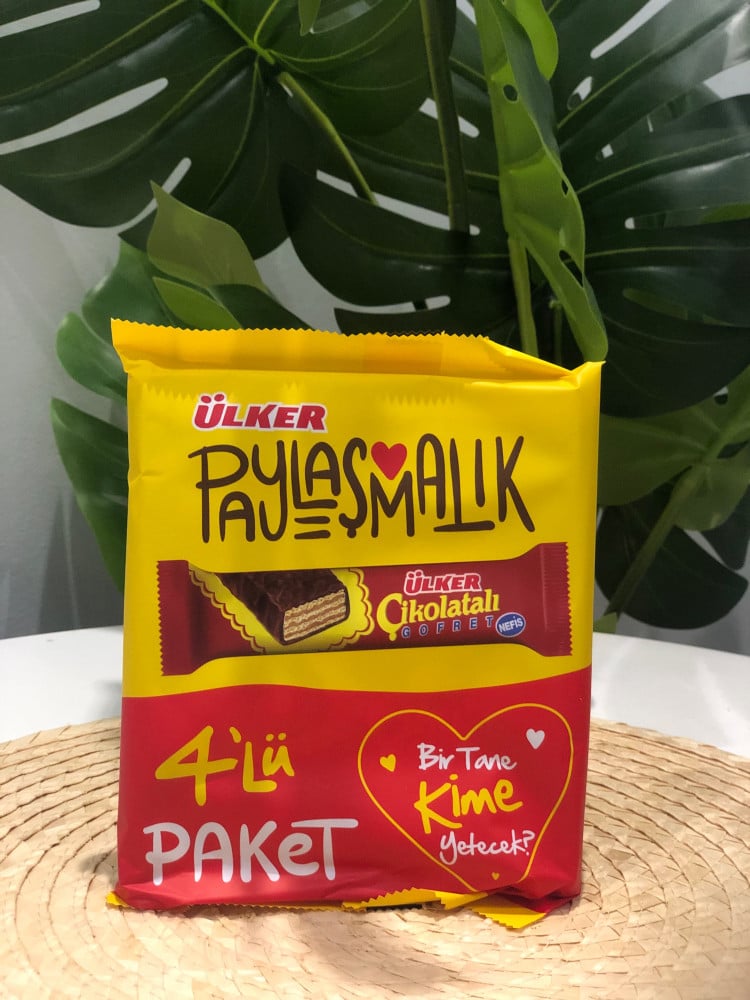 ÜLKER
PAYLAŞMALIK
ÜLKER
Çikolatalı
GOFRET
NEFİS
4'lü
PAKET
Bir Tane
Kime
Yetecek?